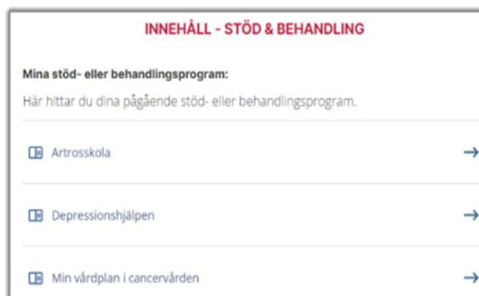 INNEHÅLL - STÖD & BEHANDLING
Mina stöd- eller behandlingsprogram:
Här hittar du dina pågående stöd- eller behandlingsprogram.
Artrosskola
Depressionshjälpen
Min vårdplan i cancervården